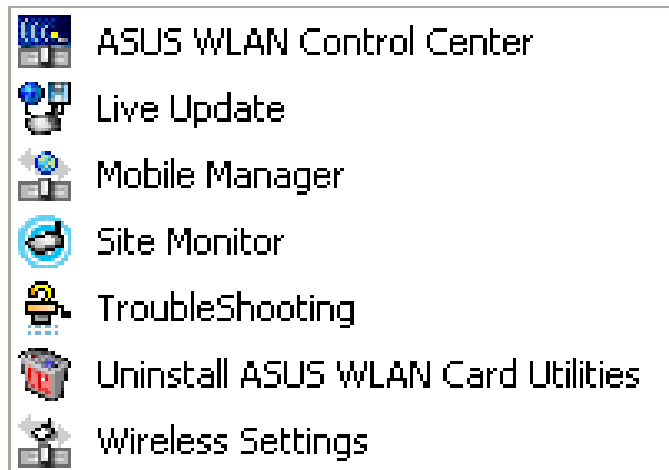 ASUS WLAN Control Center
Live Update
Mobile Manager
Site Monitor
TroubleShooting
Uninstall ASUS WLAN Card Utilities
Wireless Settings